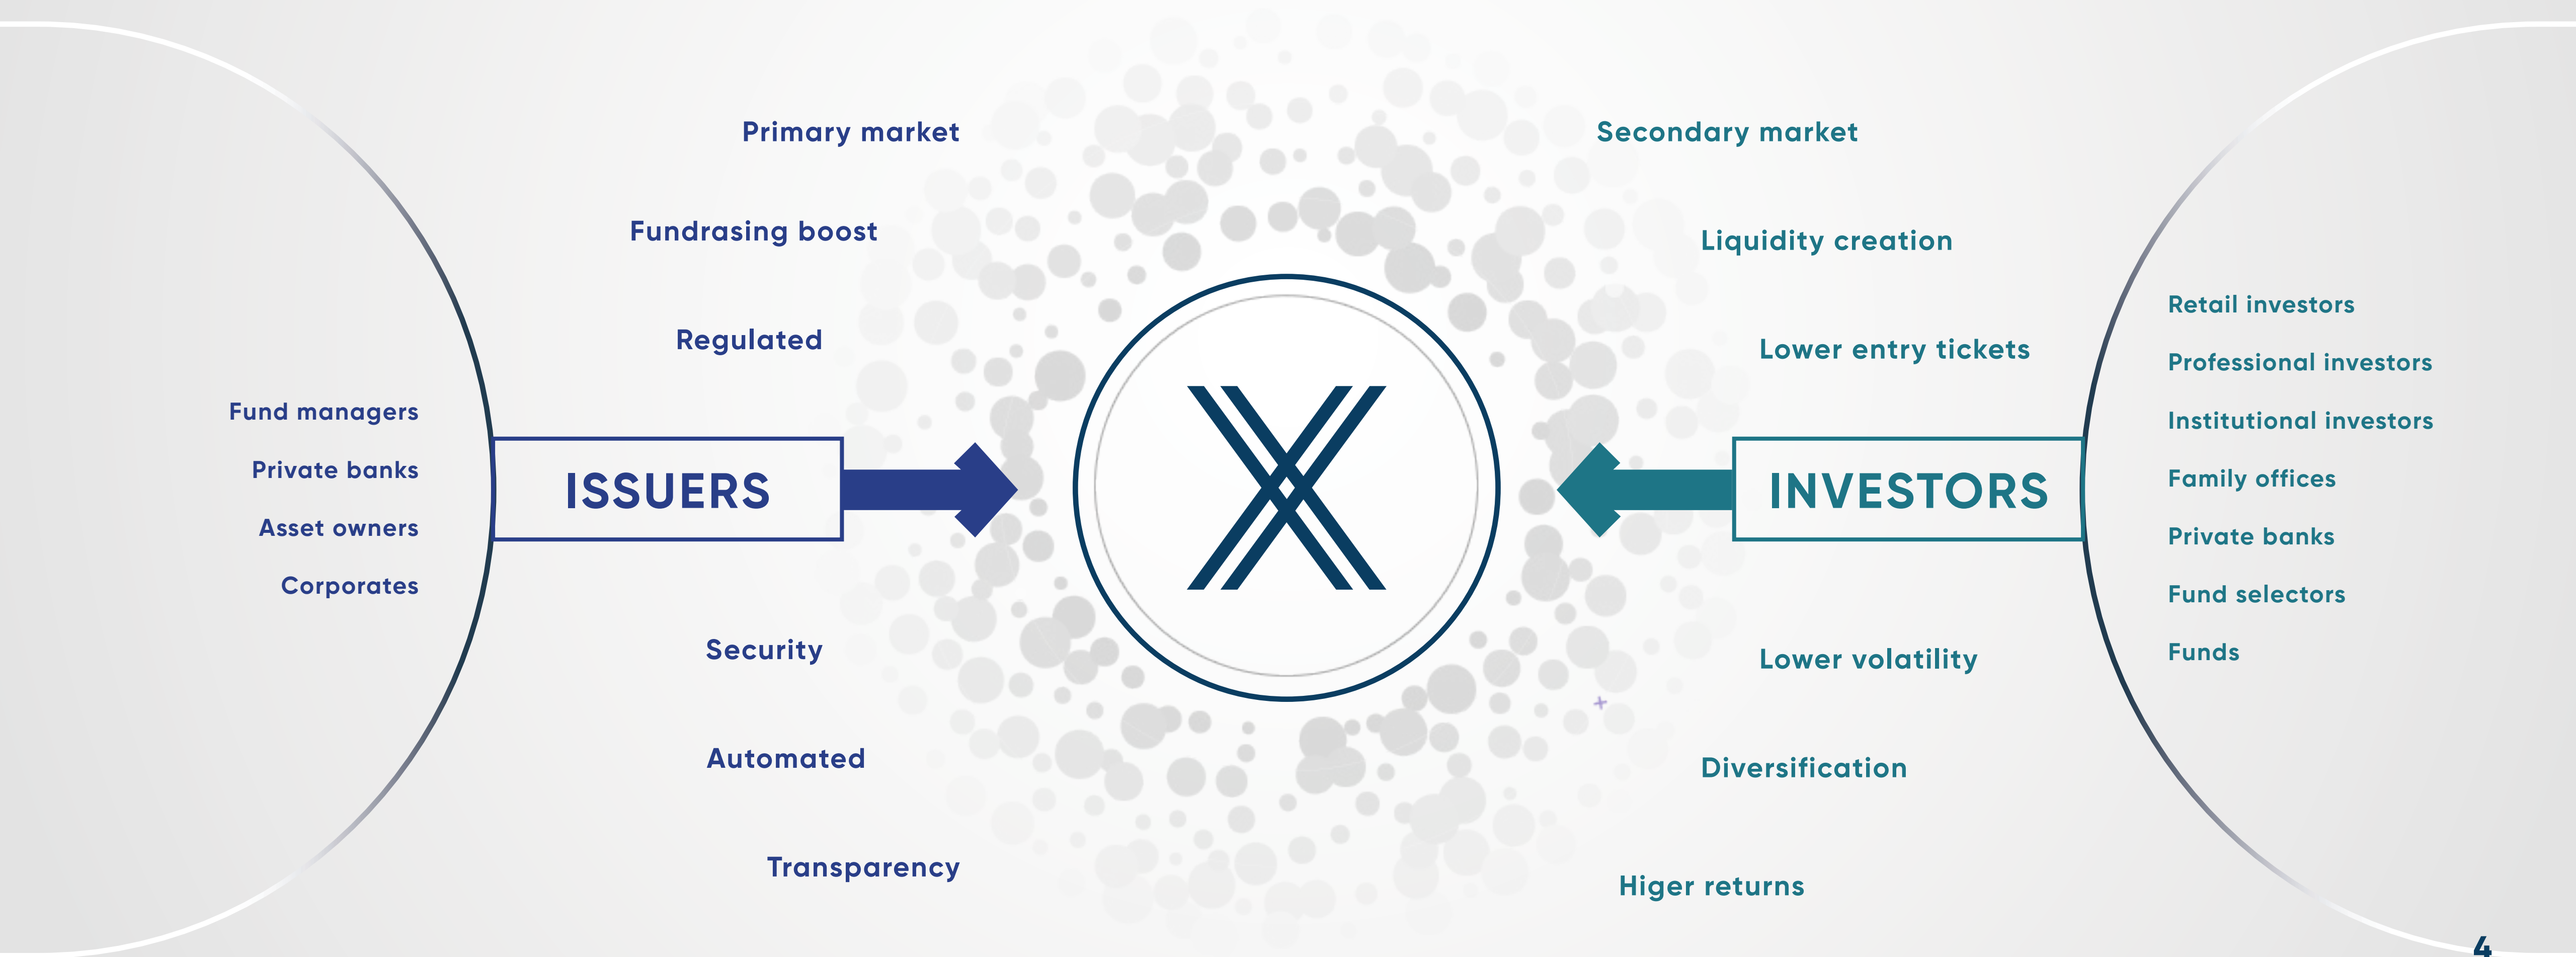 Fund managers
Private banks
Asset owners
Corporates
ISSUERS
Primary market
Fundrasing boost
Regulated
Security
Automated
Transparency
X
Secondary market
Liquidity creation
Lower entry tickets
Lower volatility
Diversification
Higer returns
INVESTORS
Retail investors
Professional investors
Institutional investors
Family offices
Private banks
Fund selectors
Funds
4